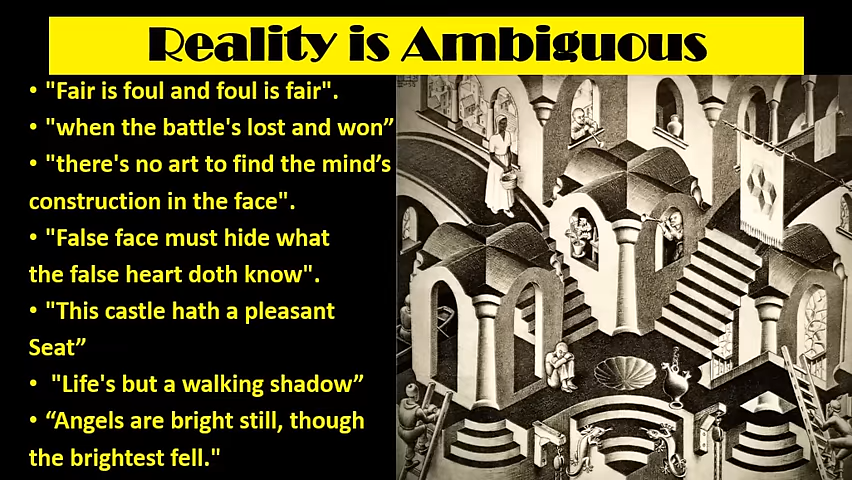 Reality is Ambiguous
• "Fair is foul and foul is fair".
• "when the battle's lost and won”
• "there's no art to find the mind’s
construction in the face".
• "False face must hide what
the false heart doth know".
• "This castle hath a pleasant
Seat”
• "Life's but a walking shadow”
• “Angels are bright still, though
the brightest fell."